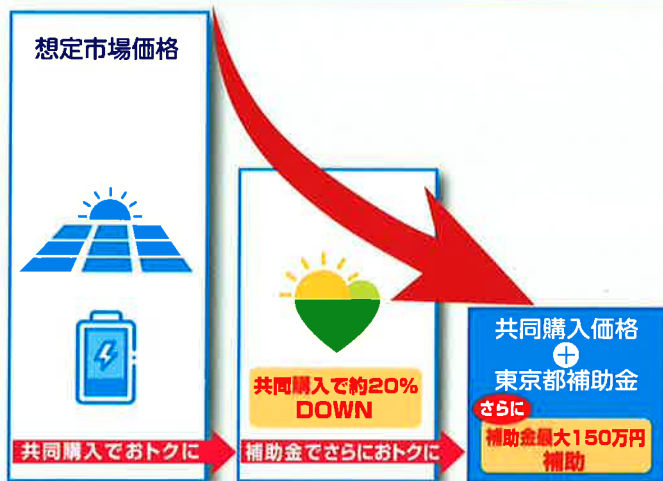 想定市場価格
共同購入で約20%
DOWN
共同購入価格
+
東京都補助金
さらに
補助金最大150万円
補助
共同購入でおトクに
補助金でさらにおトクに